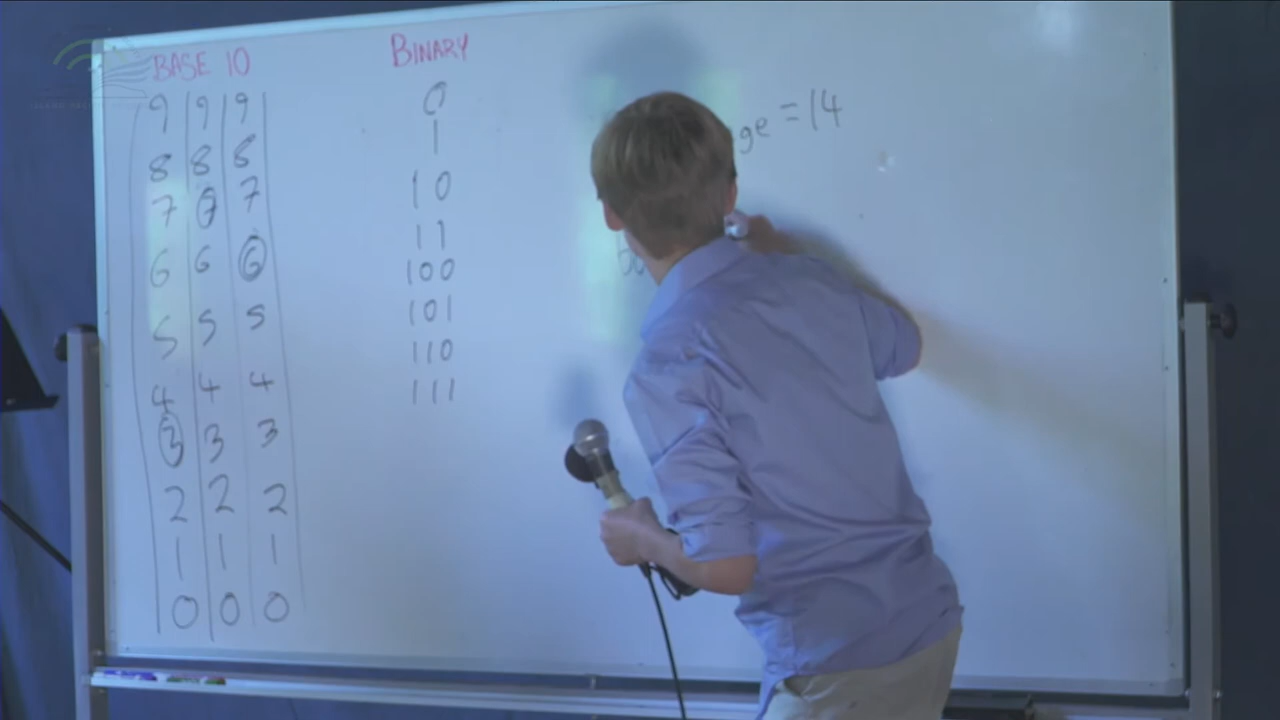 BASE 10
9 9 9
8 8 8
7 7 7
6 6 6
5 5 5
4 4 4
3 3 3
2 2 2
1 1 1
0 0 0
BINARY
0
1
10
11
100
101
110
111
= 14